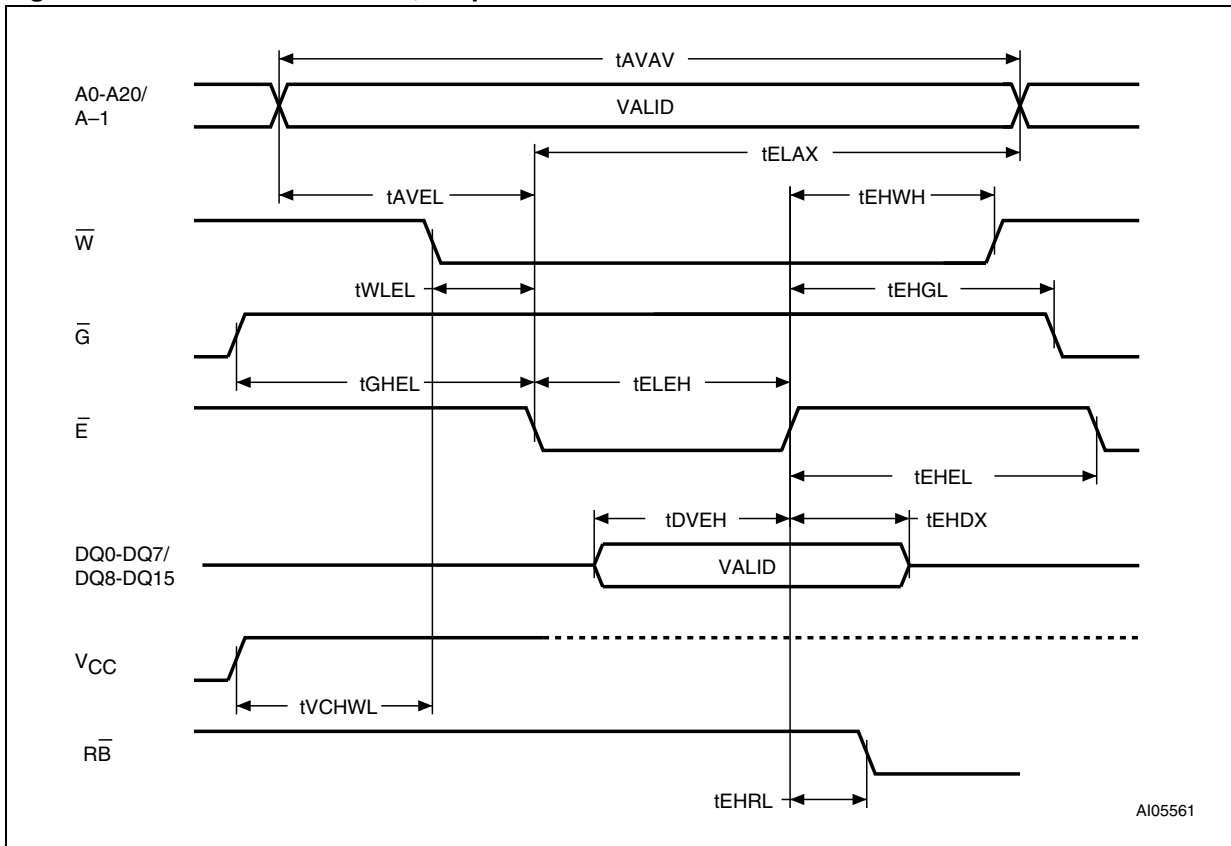 tAVAV
A0-A20/
A–1
VALID
tELAX
tAVEL
tEHWH
W̅
tWLEL
tEHGL
G̅
tGHEL
tELEH
E̅
tEHEL
tDVEH
tEHDX
DQ0-DQ7/
DQ8-DQ15
VALID
VCC
tVCHWL
RB̅
tEHRL
AI05561